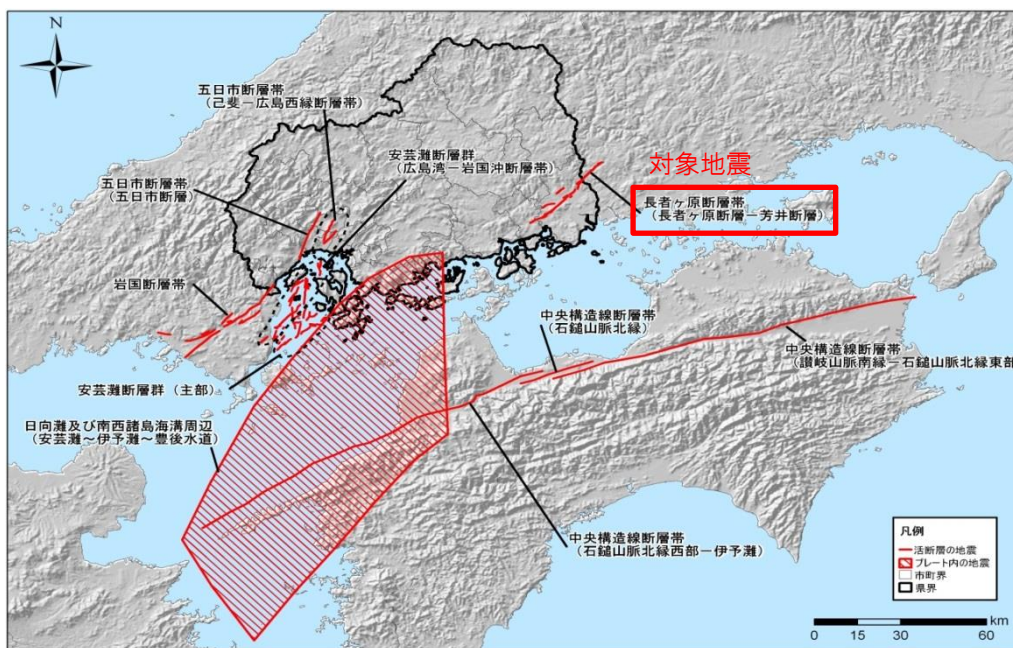 N
五日市断層帯
（己斐－広島西縁断層帯）
安芸灘断層群
（広島湾－岩国沖断層帯）
対象地震
五日市断層帯
（五日市断層）
長者ヶ原断層帯
（長者ヶ原断層－芳井断層）
岩国断層帯
中央構造線断層帯
（石鎚山脈北縁）
中央構造線断層帯
（讃岐山脈南縁－石鎚山脈北縁東部）
安芸灘断層群（主部）
日向灘及び南西諸島海溝周辺
（安芸灘～伊予灘～豊後水道）
中央構造線断層帯
（石鎚山脈北縁西部－伊予灘）
凡例
活断層の地震
プレート内の地震
市町界
県界
km
0 15 30 60